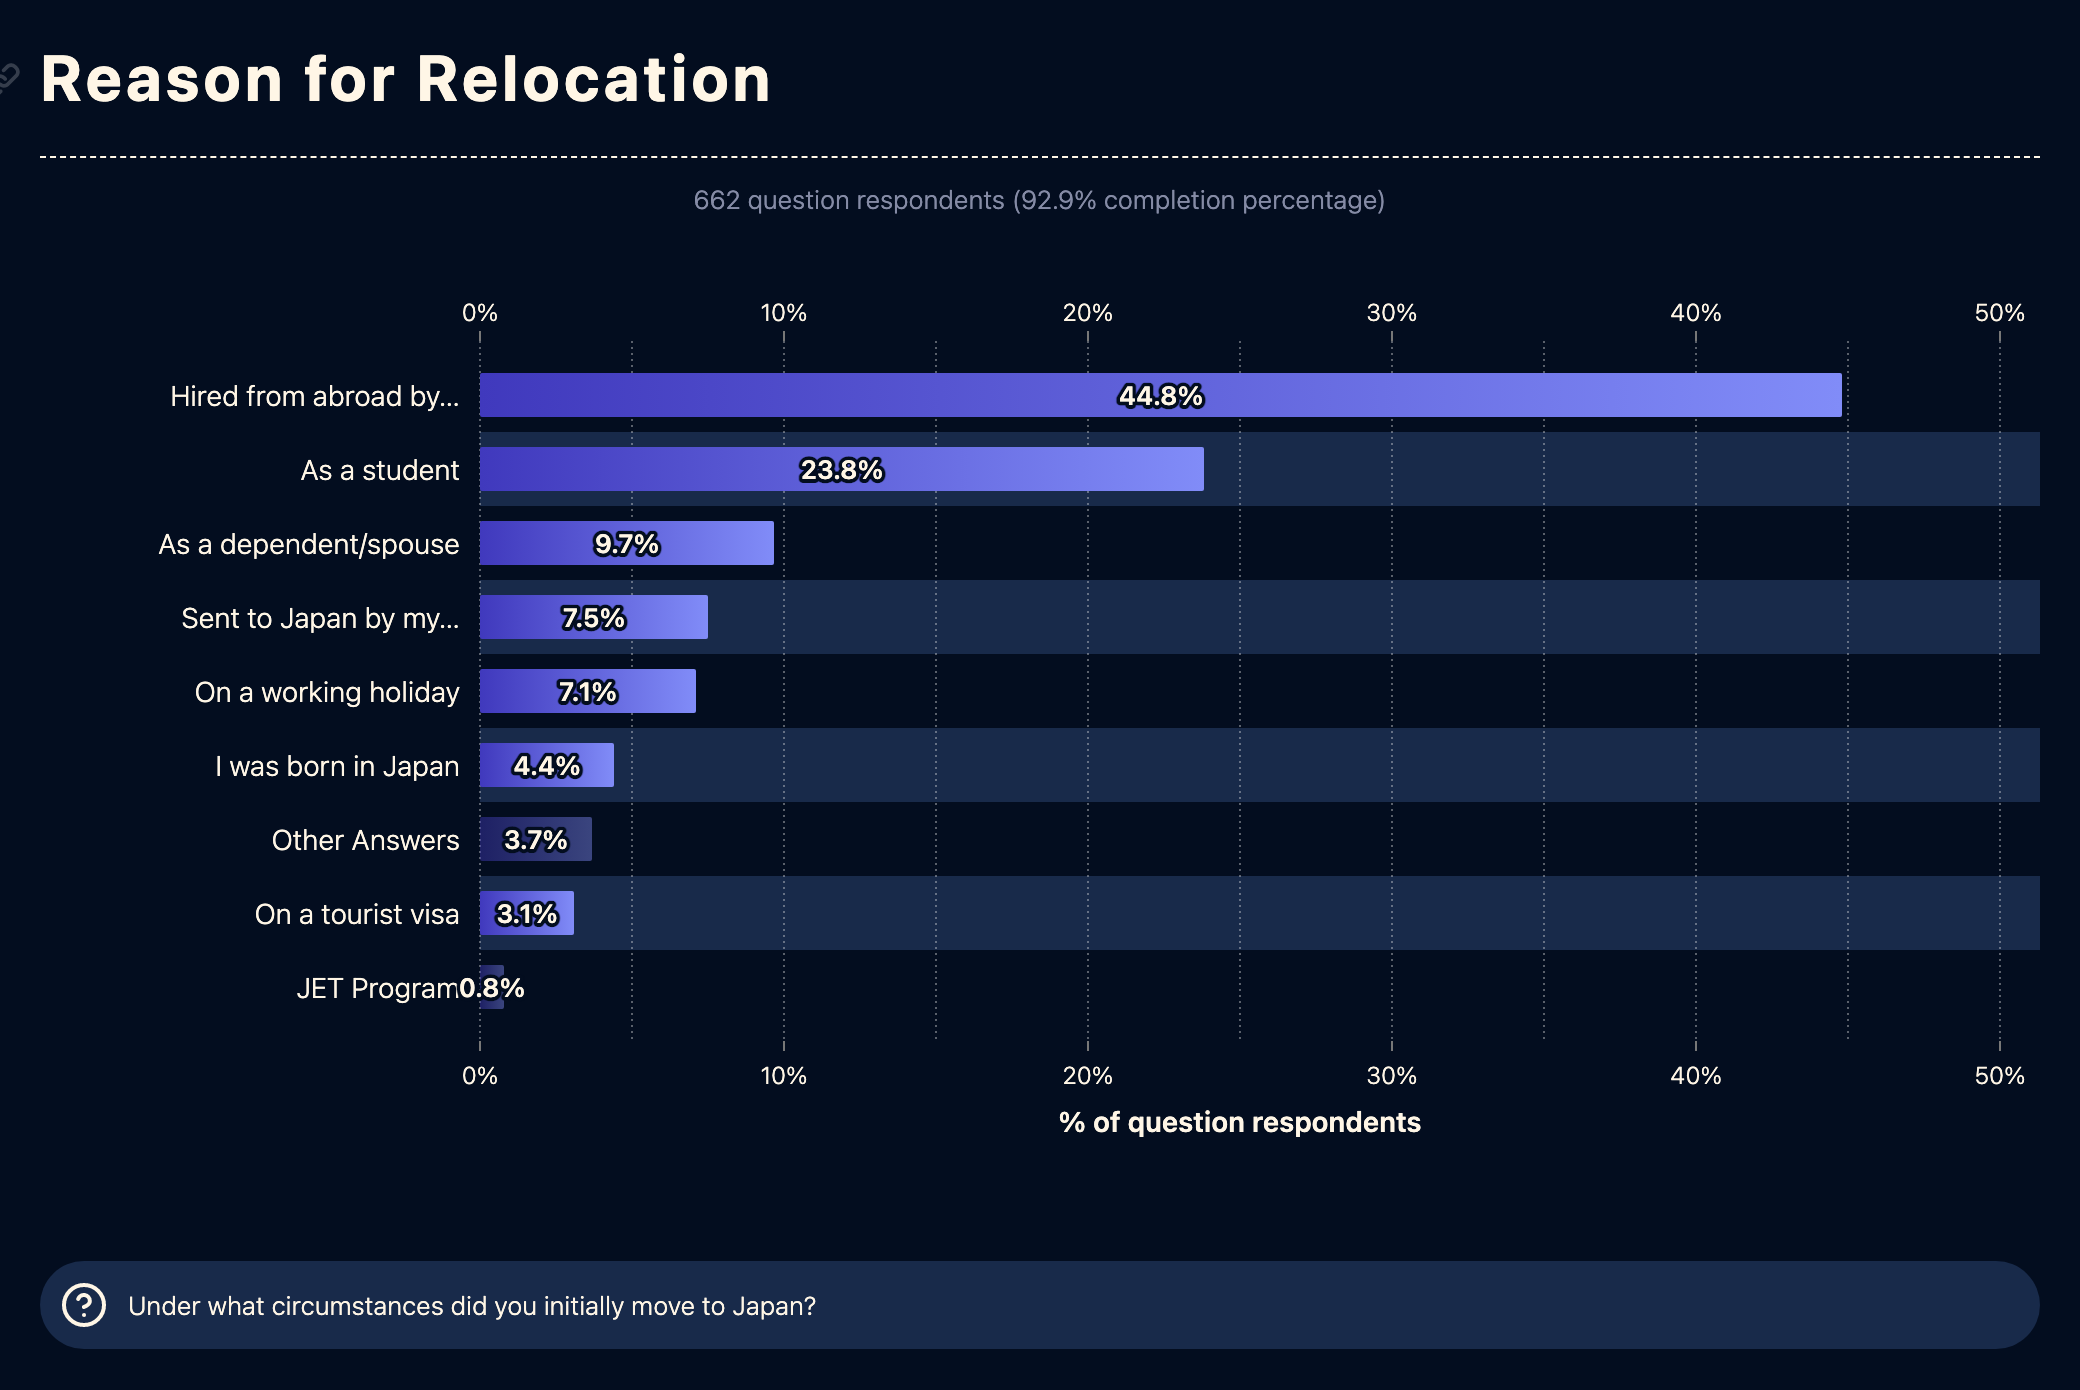 Reason for Relocation
662 question respondents (92.9% completion percentage)
0% 10% 20% 30% 40% 50%
Hired from abroad by... 44.8%
As a student 23.8%
As a dependent/spouse 9.7%
Sent to Japan by my... 7.5%
On a working holiday 7.1%
I was born in Japan 4.4%
Other Answers 3.7%
On a tourist visa 3.1%
JET Program 0.8%
0% 10% 20% 30% 40% 50%
% of question respondents
Under what circumstances did you initially move to Japan?